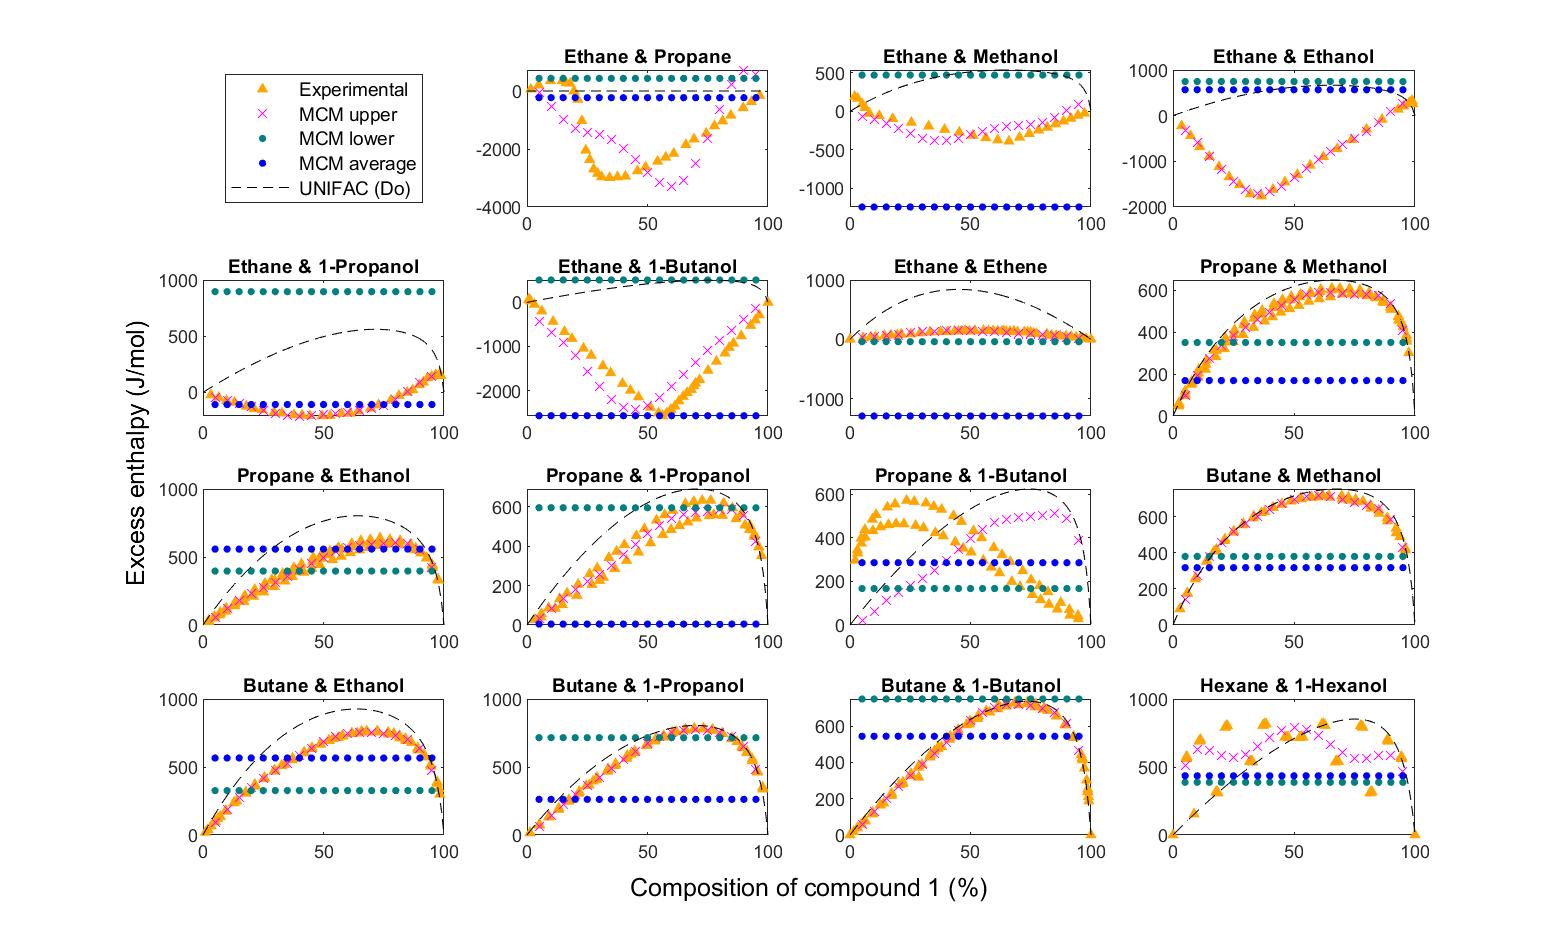 Experimental
MCM upper
MCM lower
MCM average
UNIFAC (Do)
Ethane & Propane
0
-2000
-4000
0 50 100
Ethane & Methanol
500
0
-500
-1000
0 50 100
Ethane & Ethanol
1000
0
-1000
-2000
0 50 100
Ethane & 1-Propanol
1000
500
0
0 50 100
Ethane & 1-Butanol
0
-1000
-2000
0 50 100
Ethane & Ethene
1000
0
-1000
0 50 100
Propane & Methanol
600
400
200
0
0 50 100
Excess enthalpy (J/mol)
Propane & Ethanol
1000
500
0
0 50 100
Propane & 1-Propanol
600
400
200
0
0 50 100
Propane & 1-Butanol
600
400
200
0
0 50 100
Butane & Methanol
600
400
200
0
0 50 100
Butane & Ethanol
1000
500
0
0 50 100
Butane & 1-Propanol
1000
500
0
0 50 100
Butane & 1-Butanol
600
400
200
0
0 50 100
Hexane & 1-Hexanol
1000
500
0
0 50 100
Composition of compound 1 (%)